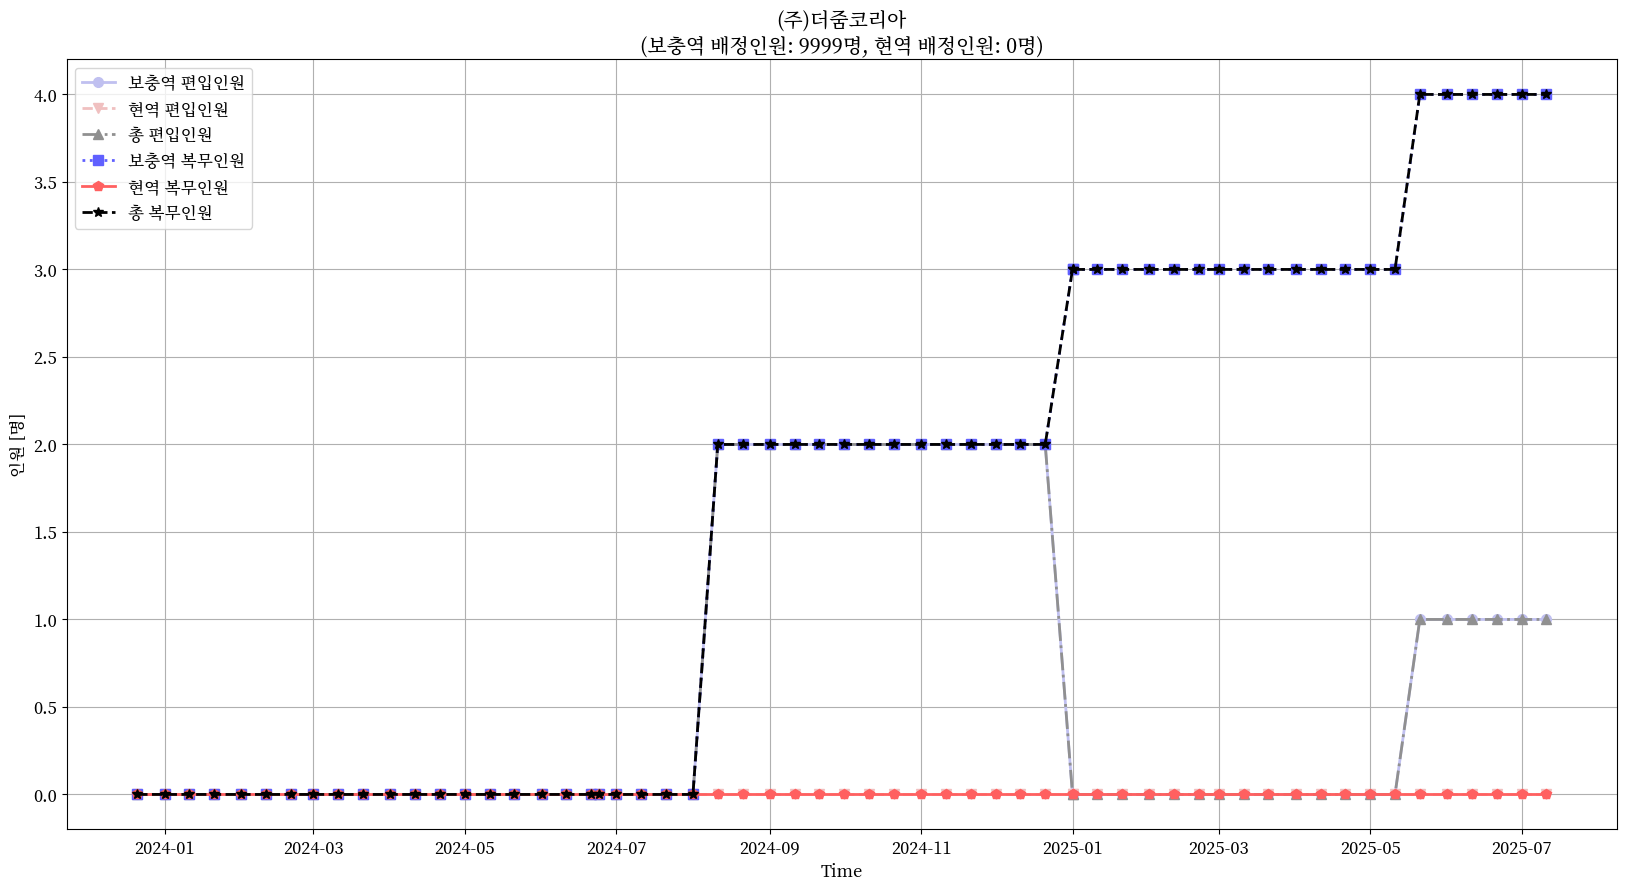 (주)더줌코리아
(보충역 배정인원: 9999명, 현역 배정인원: 0명)
보충역 편입인원
현역 편입인원
총 편입인원
보충역 복무인원
현역 복무인원
총 복무인원
인원 [명]
4.0
3.5
3.0
2.5
2.0
1.5
1.0
0.5
0.0
2024-01 2024-03 2024-05 2024-07 2024-09 2024-11 2025-01 2025-03 2025-05 2025-07
Time